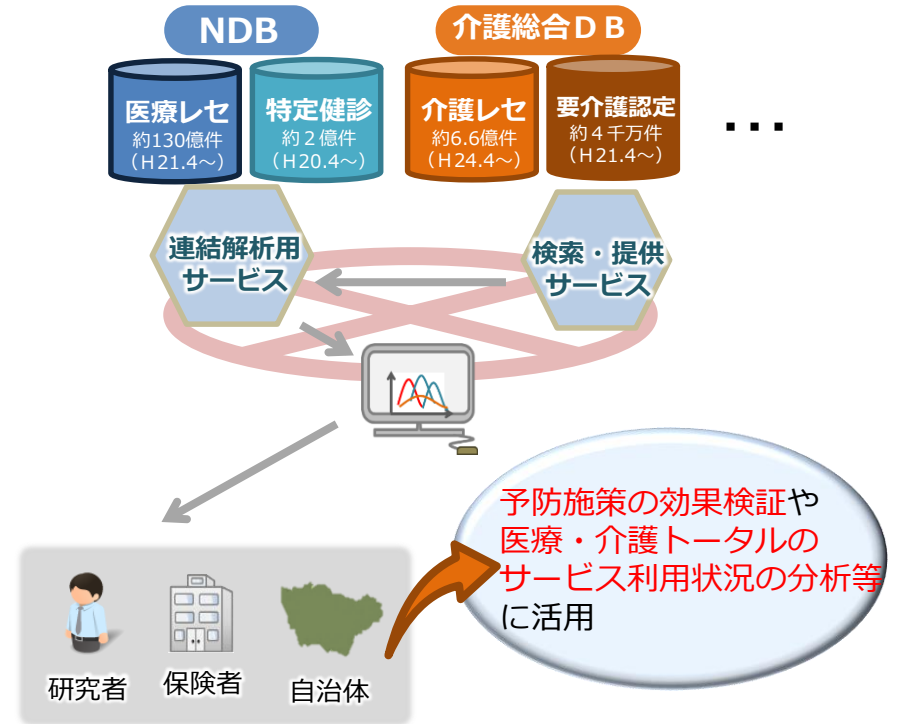 NDB
介護総合ＤＢ
医療レセ
約130億件
（H21.4～）
特定健診
約２億件
（H20.4～）
介護レセ
約6.6億件
（H24.4～）
要介護認定
約４千万件
（H21.4～）
・・・
連結解析用
サービス
検索・提供
サービス
予防施策の効果検証や
医療・介護トータルの
サービス利用状況の分析等
に活用
研究者
保険者
自治体